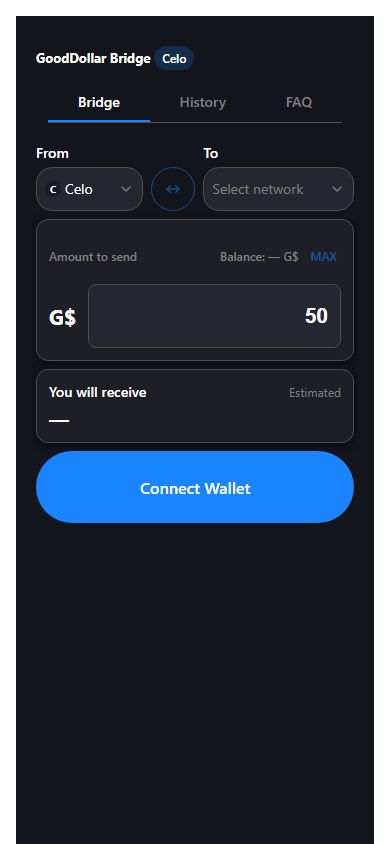 GoodDollar Bridge Celo
Bridge History FAQ
From To
C Celo Select network
Amount to send Balance: — G$ MAX
G$ 50
You will receive Estimated
—
Connect Wallet